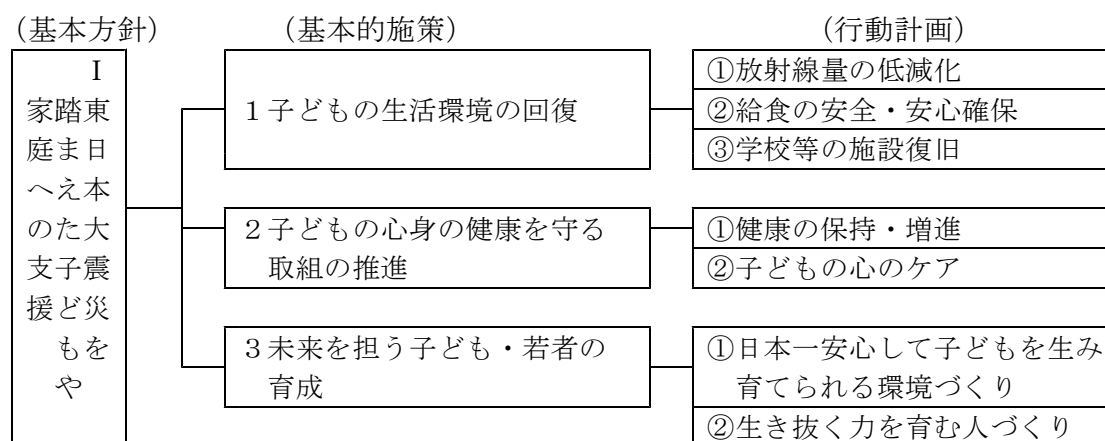 (基本方針)
(基本的施策)
(行動計画)
Ⅰ
東日本大震災を
踏まえた子どもや
家庭への支援
1子どもの生活環境の回復
①放射線量の低減化
②給食の安全・安心確保
③学校等の施設復旧
2子どもの心身の健康を守る
取組の推進
①健康の保持・増進
②子どもの心のケア
3未来を担う子ども・若者の
育成
①日本一安心して子どもを生み
育てられる環境づくり
②生き抜く力を育む人づくり